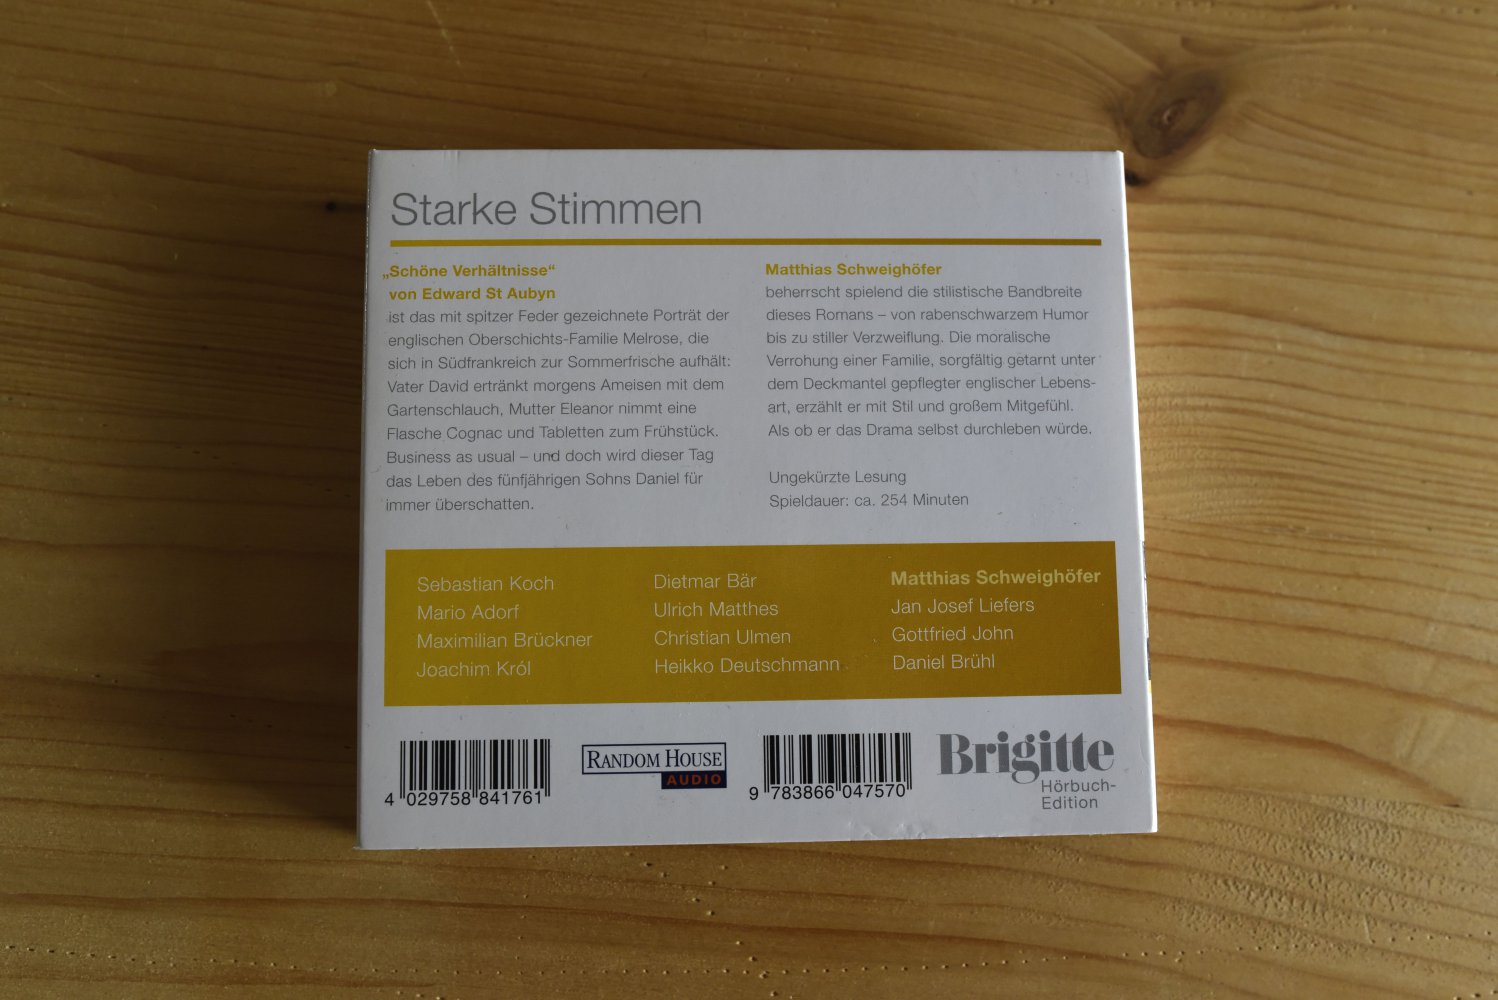 Starke Stimmen
„Schöne Verhältnisse“
von Edward St Aubyn
ist das mit spitzer Feder gezeichnete Porträt der
englischen Oberschichts-Familie Melrose, die
sich in Südfrankreich zur Sommerfrische aufhält:
Vater David ertränkt morgens Ameisen mit dem
Gartenschlauch, Mutter Eleanor nimmt eine
Flasche Cognac und Tabletten zum Frühstück.
Business as usual – und doch wird dieser Tag
das Leben des fünfjährigen Sohns Daniel für
immer überschatten.
Matthias Schweighöfer
beherrscht spielend die stilistische Bandbreite
dieses Romans – von rabenschwarzem Humor
bis zu stiller Verzweiflung. Die moralische
Verrohung einer Familie, sorgfältig getarnt unter
dem Deckmantel gepflegter englischer Lebens-
art, erzählt er mit Stil und großem Mitgefühl.
Als ob er das Drama selbst durchleben würde.
Ungekürzte Lesung
Spieldauer: ca. 254 Minuten
Sebastian Koch
Mario Adorf
Maximilian Brückner
Joachim Król
Dietmar Bär
Ulrich Matthes
Christian Ulmen
Heikko Deutschmann
Matthias Schweighöfer
Jan Josef Liefers
Gottfried John
Daniel Brühl
4 029758 841761
RANDOM HOUSE
AUDIO
9 783866 047570
Brigitte
Hörbuch-
Edition